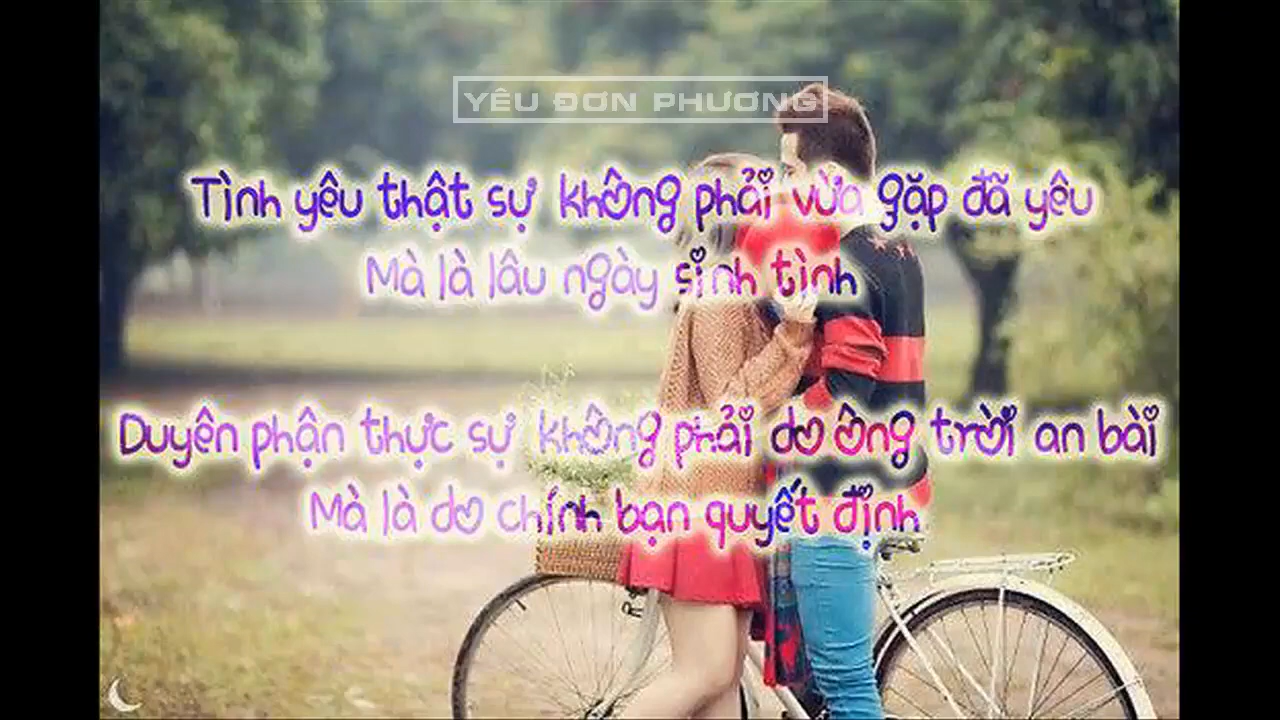 YÊU ĐƠN PHƯƠNG
Tình yêu thật sự không phải vừa gặp đã yêu
Mà là lâu ngày sinh tình
Duyên phận thực sự không phải do ông trời an bài
Mà là do chính bạn quyết định